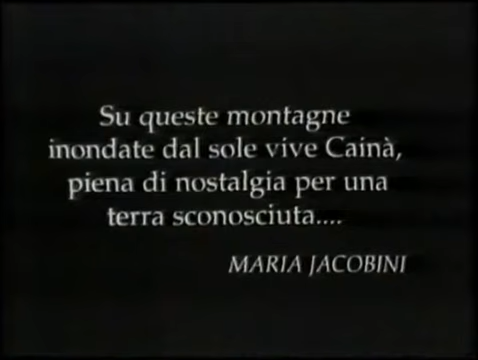 Su queste montagne
inondate dal sole vive Cainà,
piena di nostalgia per una
terra sconosciuta....
MARIA JACOBINI